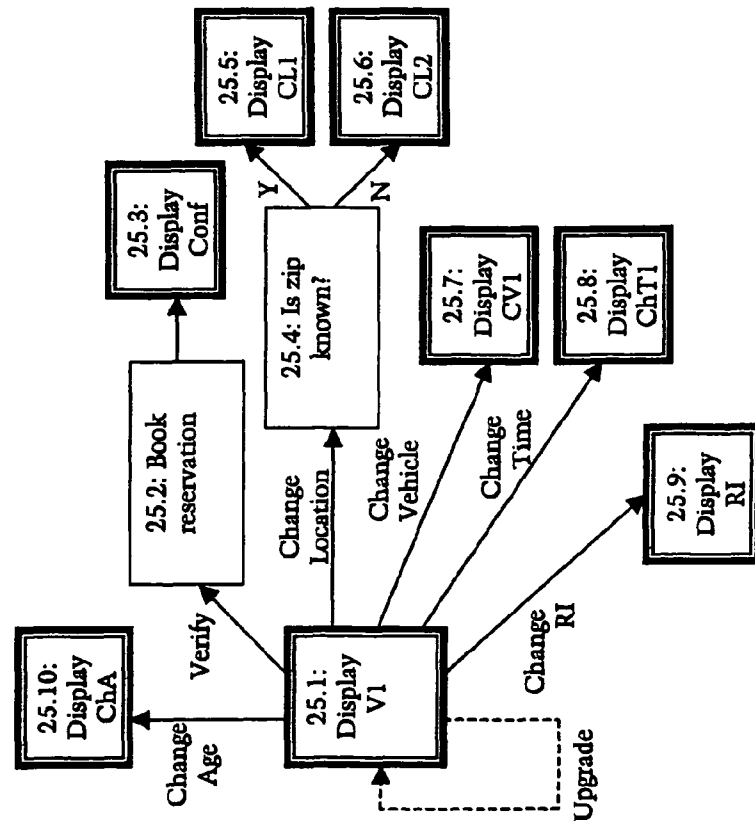 25.10:
Display
ChA
Change
Age
Verify
25.2: Book
reservation
25.3:
Display
Conf
25.1:
Display
V1
Change
Location
25.4: Is zip
known?
Y
N
25.5:
Display
CL1
25.6:
Display
CL2
Change
Vehicle
25.7:
Display
CV1
Change
Time
25.8:
Display
ChT1
Change
RI
25.9:
Display
RI
Upgrade